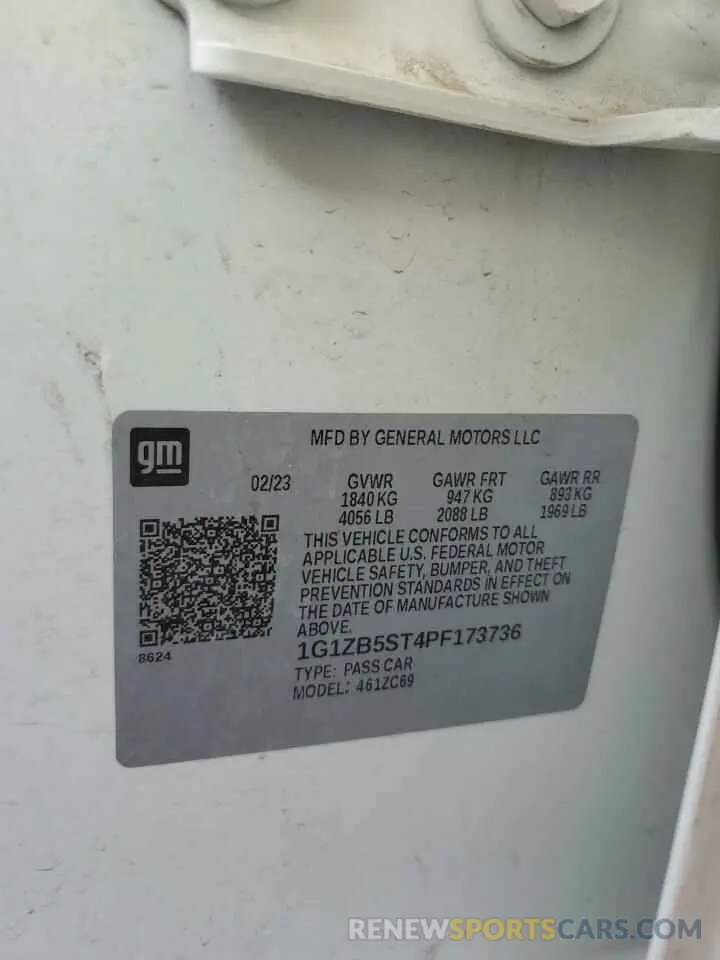 gm
MFD BY GENERAL MOTORS LLC
02/23 GVWR GAWR FRT GAWR RR
1840 KG 947 KG 893 KG
4056 LB 2088 LB 1969 LB
THIS VEHICLE CONFORMS TO ALL
APPLICABLE U.S. FEDERAL MOTOR
VEHICLE SAFETY, BUMPER, AND THEFT
PREVENTION STANDARDS IN EFFECT ON
THE DATE OF MANUFACTURE SHOWN
ABOVE.
8624
1G1ZB5ST4PF173736
TYPE: PASS CAR
MODEL: 461ZC69
RENEWSPORTSCARS.COM